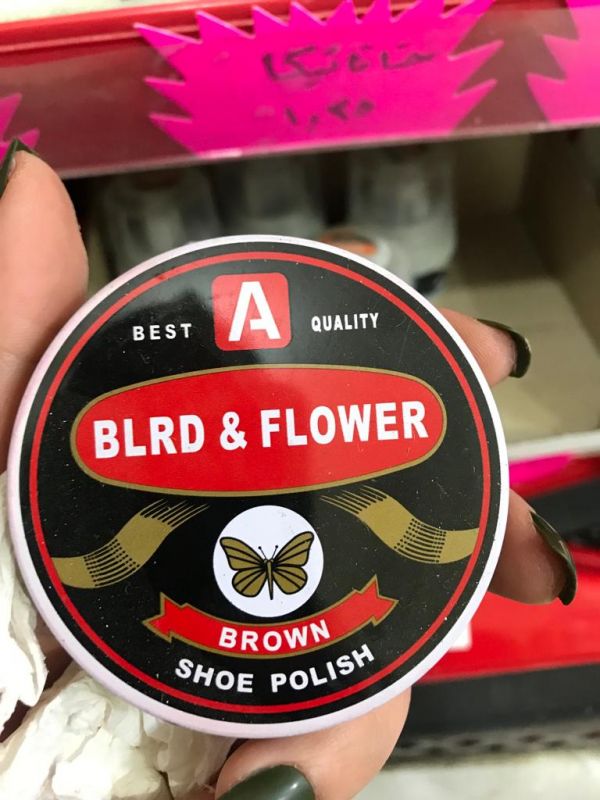 BEST A QUALITY
BLRD & FLOWER
BROWN
SHOE POLISH